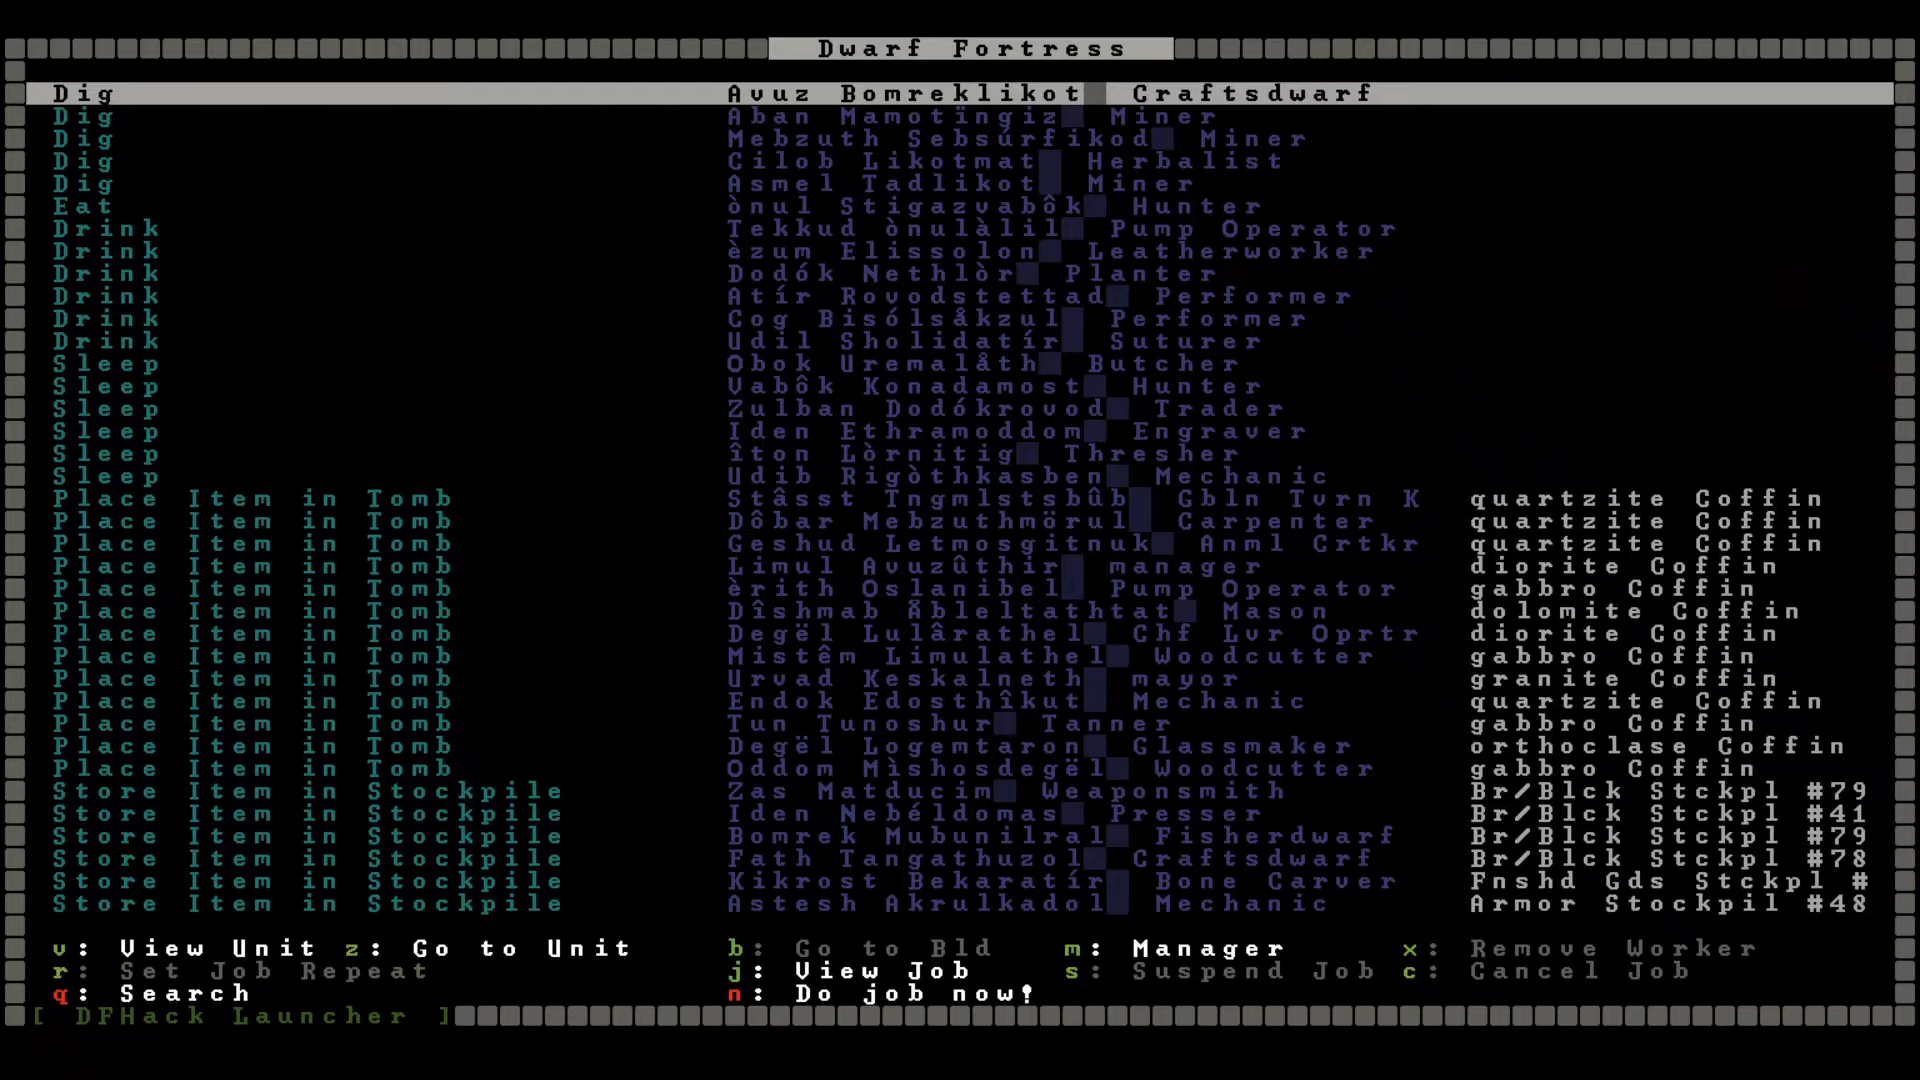 Dwarf Fortress
Dig Avuz Bomreklikot Craftsdwarf
Dig Aban Mamotïngiz Miner
Dig Mebzuth Sebsúrfikod Miner
Dig Cilob Likotmat Herbalist
Dig Asmel Tadlikot Miner
Eat ònul Stigazvabôk Hunter
Drink Tekkud ònulàlil Pump Operator
Drink èzum Elissolon Leatherworker
Drink Dodók Nethlòr Planter
Drink Atír Rovodstettad Performer
Drink Cog Bisólsåkzul Performer
Drink Udil Sholidatír Suturer
Sleep Obok Uremalåth Butcher
Sleep Vabôk Konadamost Hunter
Sleep Zulban Dodókrovod Trader
Sleep Iden Ethramoddom Engraver
Sleep îton Lòrnitig Thresher
Sleep Udib Rigòthkasben Mechanic
Place Item in Tomb Stâsst Tngmlstsbûb Gbln Tvrn K quartzite Coffin
Place Item in Tomb Dôbar Mebzuthmörul Carpenter quartzite Coffin
Place Item in Tomb Geshud Letmosgitnuk Anml Crtkr quartzite Coffin
Place Item in Tomb Limul Avuzûthir manager diorite Coffin
Place Item in Tomb èrith Oslanibel Pump Operator gabbro Coffin
Place Item in Tomb Dîshmab Åbleltathtat Mason dolomite Coffin
Place Item in Tomb Degël Lulârathel Chf Lvr Oprtr diorite Coffin
Place Item in Tomb Mistêm Limulathel Woodcutter gabbro Coffin
Place Item in Tomb Urvad Keskalneth mayor granite Coffin
Place Item in Tomb Endok Edosthîkut Mechanic quartzite Coffin
Place Item in Tomb Tun Tunoshur Tanner gabbro Coffin
Place Item in Tomb Degël Logemtaron Glassmaker orthoclase Coffin
Place Item in Tomb Oddom Mìshosdegël Woodcutter gabbro Coffin
Store Item in Stockpile Zas Matducim Weaponsmith Br/Blck Stckpl #79
Store Item in Stockpile Iden Nebéldomas Presser Br/Blck Stckpl #41
Store Item in Stockpile Bomrek Mubunilral Fisherdwarf Br/Blck Stckpl #79
Store Item in Stockpile Fath Tangathuzol Craftsdwarf Br/Blck Stckpl #78
Store Item in Stockpile Kikrost Bekaratír Bone Carver Fnshd Gds Stckpl #
Store Item in Stockpile Astesh Akrulkadol Mechanic Armor Stockpil #48
v: View Unit z: Go to Unit b: Go to Bld m: Manager x: Remove Worker
r: Set Job Repeat j: View Job s: Suspend Job c: Cancel Job
q: Search n: Do job now!
[ DFHack Launcher ]